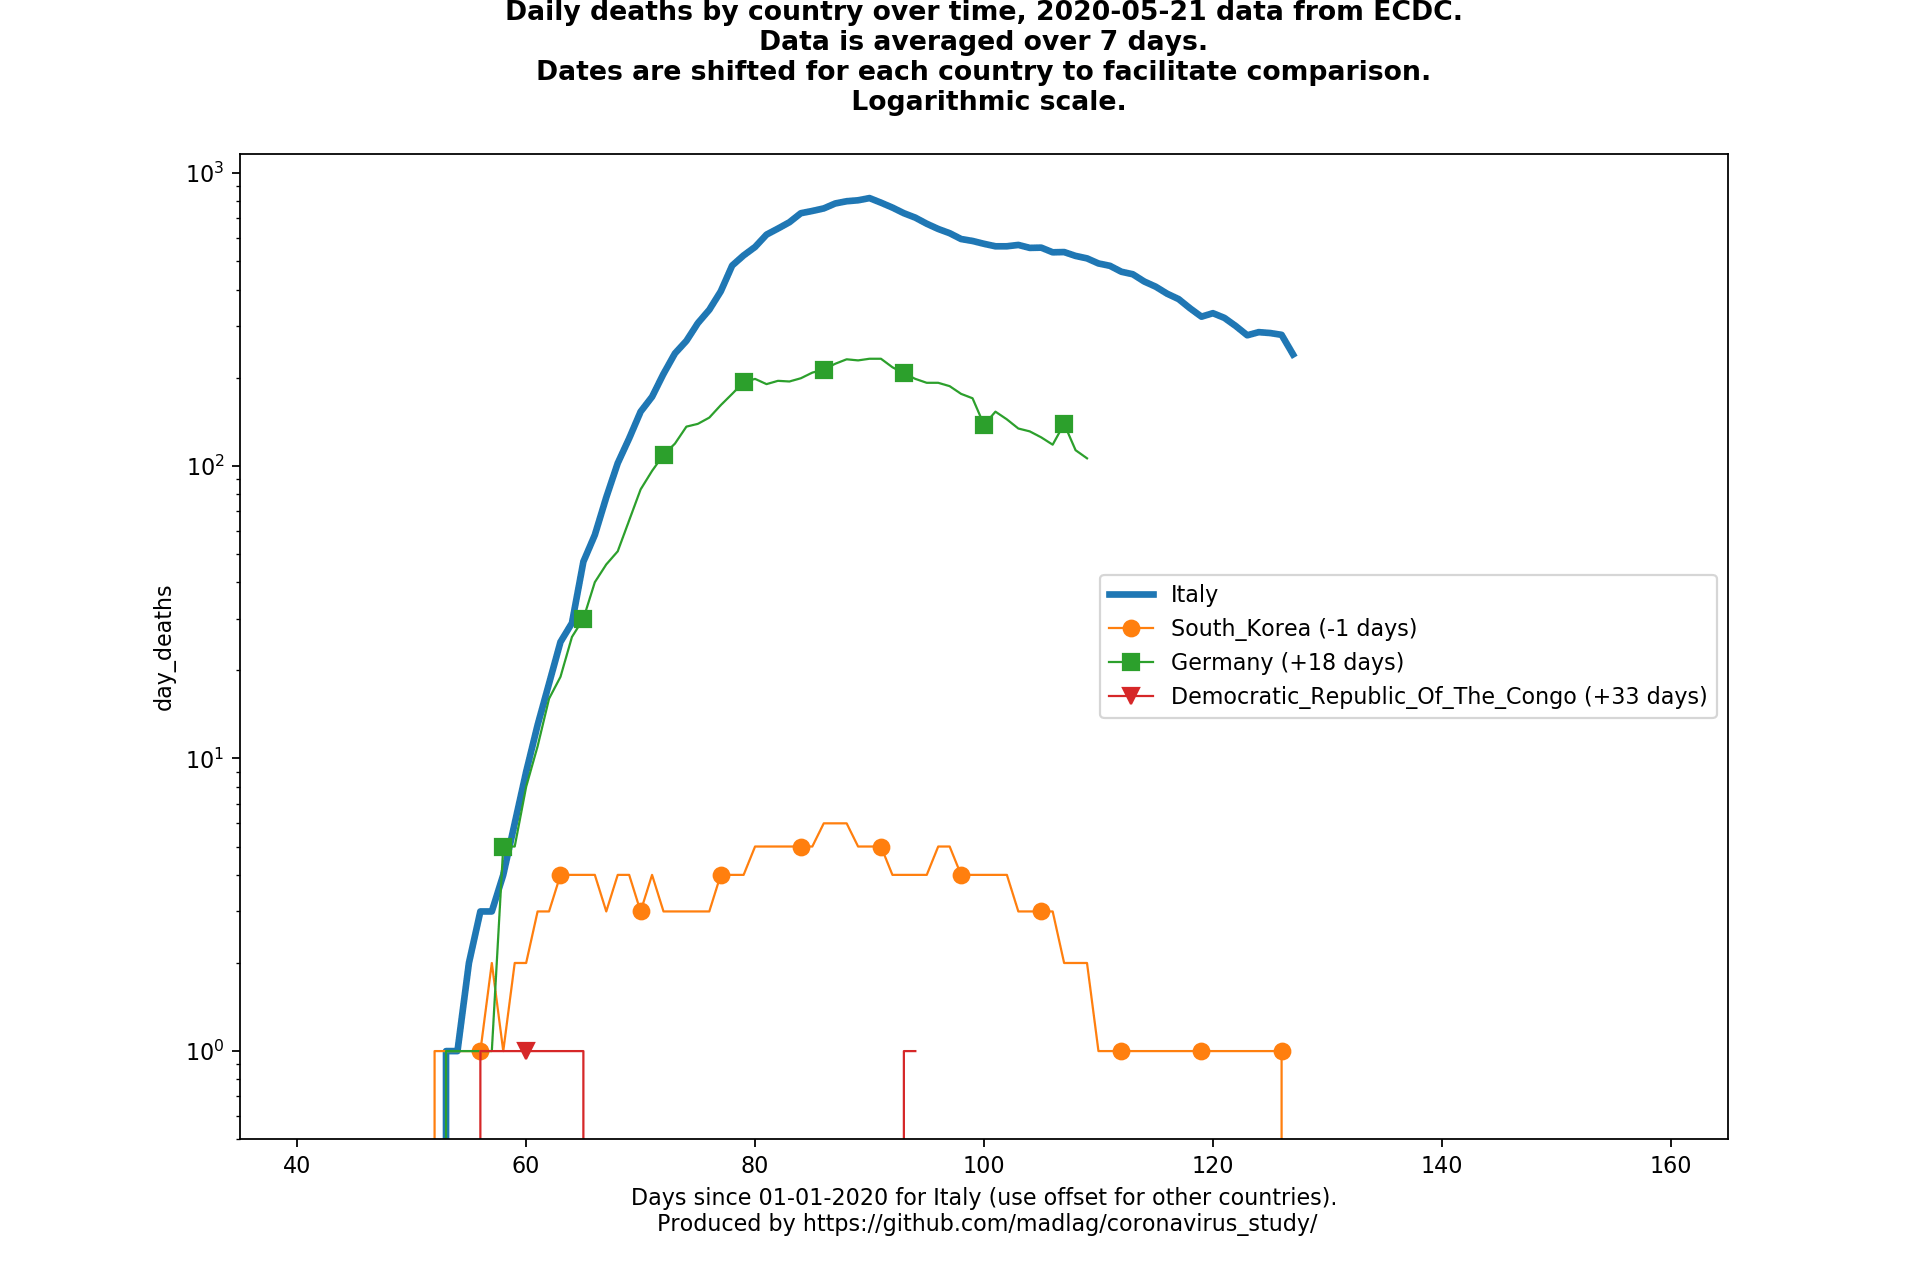 Daily deaths by country over time, 2020-05-21 data from ECDC.
Data is averaged over 7 days.
Dates are shifted for each country to facilitate comparison.
Logarithmic scale.
10³
10²
10¹
10⁰
day_deaths
Italy
South_Korea (-1 days)
Germany (+18 days)
Democratic_Republic_Of_The_Congo (+33 days)
40 60 80 100 120 140 160
Days since 01-01-2020 for Italy (use offset for other countries).
Produced by https://github.com/madlag/coronavirus_study/